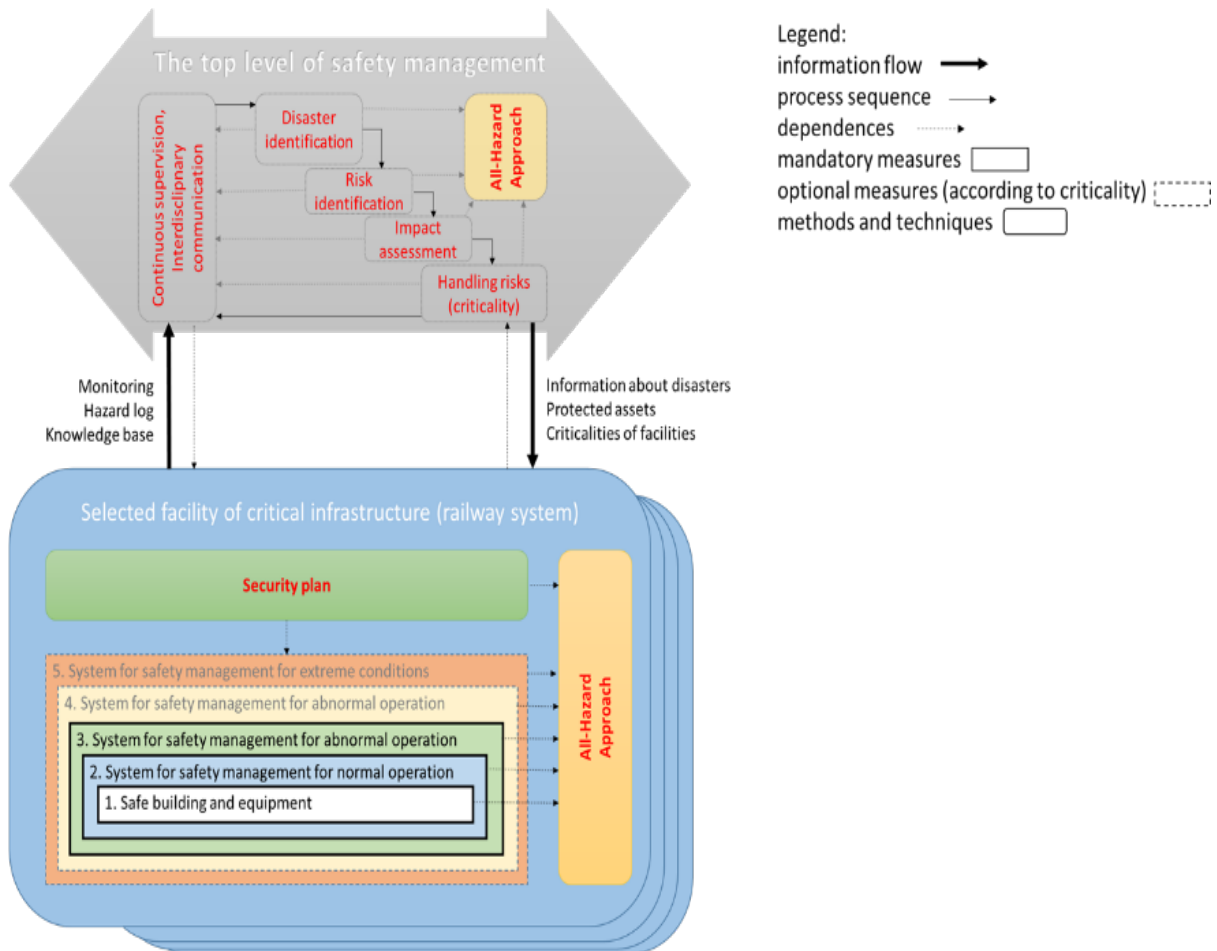 The top level of safety management
Continuous supervision,
Interdisclipnary
communication
Disaster
identification
All-Hazard
Approach
Risk
identification
Impact
assessment
Handling risks
(criticality)
Legend:
information flow
process sequence
dependences
mandatory measures
optional measures (according to criticality)
methods and techniques
Monitoring
Hazard log
Knowledge base
Information about disasters
Protected assets
Criticalities of facilities
Selected facility of critical infrastructure (railway system)
Security plan
5. System for safety management for extreme conditions
4. System for safety management for abnormal operation
3. System for safety management for abnormal operation
2. System for safety management for normal operation
1. Safe building and equipment
All-Hazard
Approach